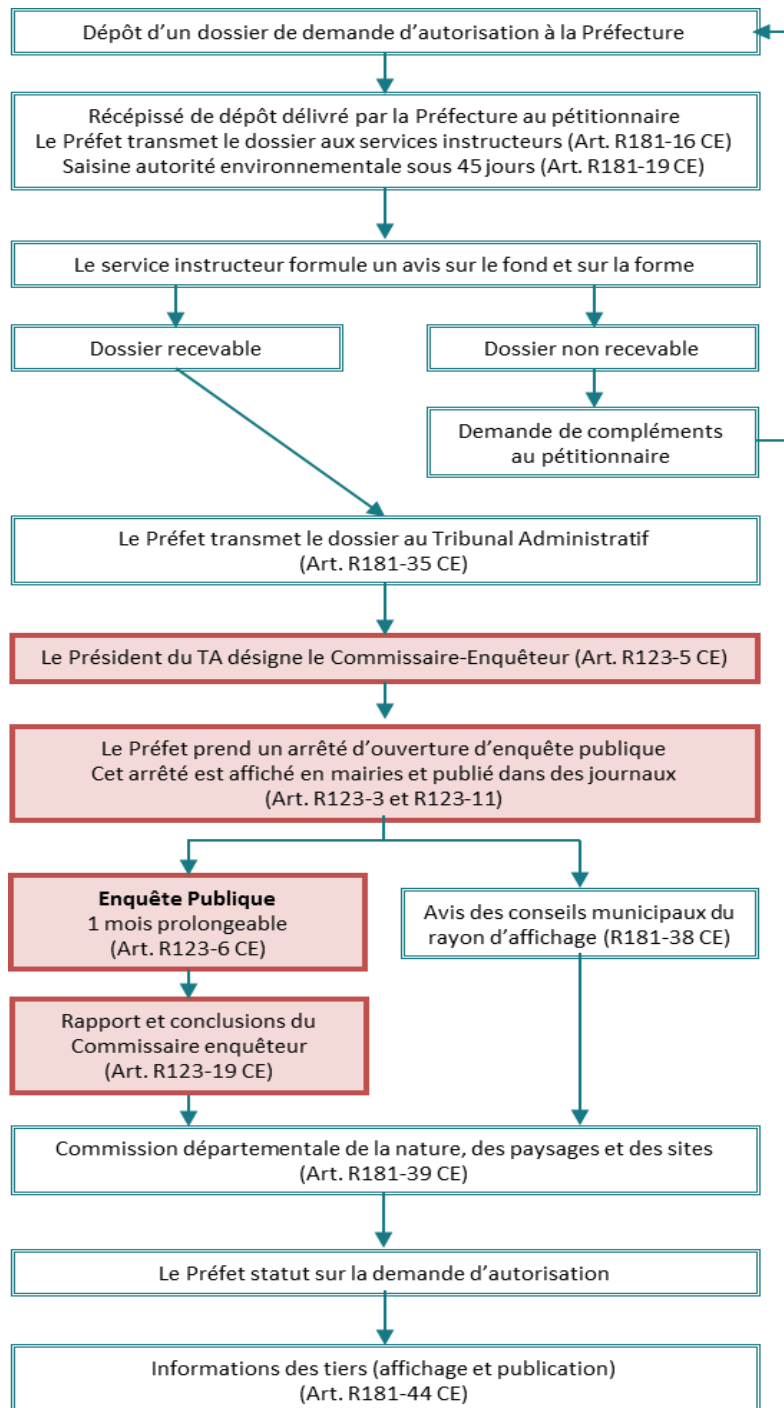 Dépôt d'un dossier de demande d'autorisation à la Préfecture
Récépissé de dépôt délivré par la Préfecture au pétitionnaire
Le Préfet transmet le dossier aux services instructeurs (Art. R181-16 CE)
Saisine autorité environnementale sous 45 jours (Art. R181-19 CE)
Le service instructeur formule un avis sur le fond et sur la forme
Dossier recevable
Dossier non recevable
Demande de compléments
au pétitionnaire
Le Préfet transmet le dossier au Tribunal Administratif
(Art. R181-35 CE)
Le Président du TA désigne le Commissaire-Enquêteur (Art. R123-5 CE)
Le Préfet prend un arrêté d'ouverture d'enquête publique
Cet arrêté est affiché en mairies et publié dans des journaux
(Art. R123-3 et R123-11)
Enquête Publique
1 mois prolongeable
(Art. R123-6 CE)
Avis des conseils municipaux du
rayon d'affichage (R181-38 CE)
Rapport et conclusions du
Commissaire enquêteur
(Art. R123-19 CE)
Commission départementale de la nature, des paysages et des sites
(Art. R181-39 CE)
Le Préfet statut sur la demande d'autorisation
Informations des tiers (affichage et publication)
(Art. R181-44 CE)